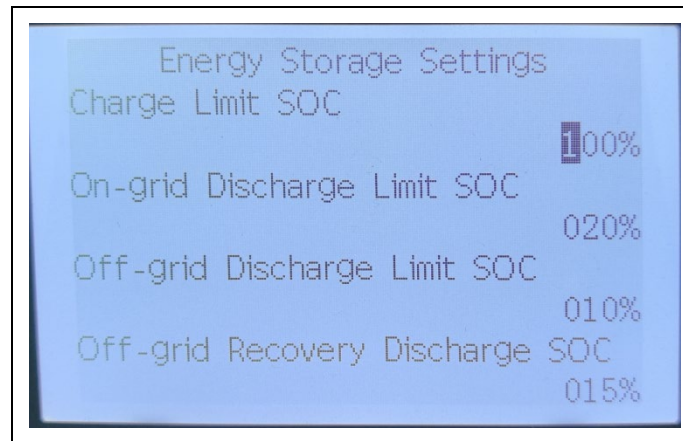 Energy Storage Settings
Charge Limit SOC
100%
On-grid Discharge Limit SOC
020%
Off-grid Discharge Limit SOC
010%
Off-grid Recovery Discharge SOC
015%